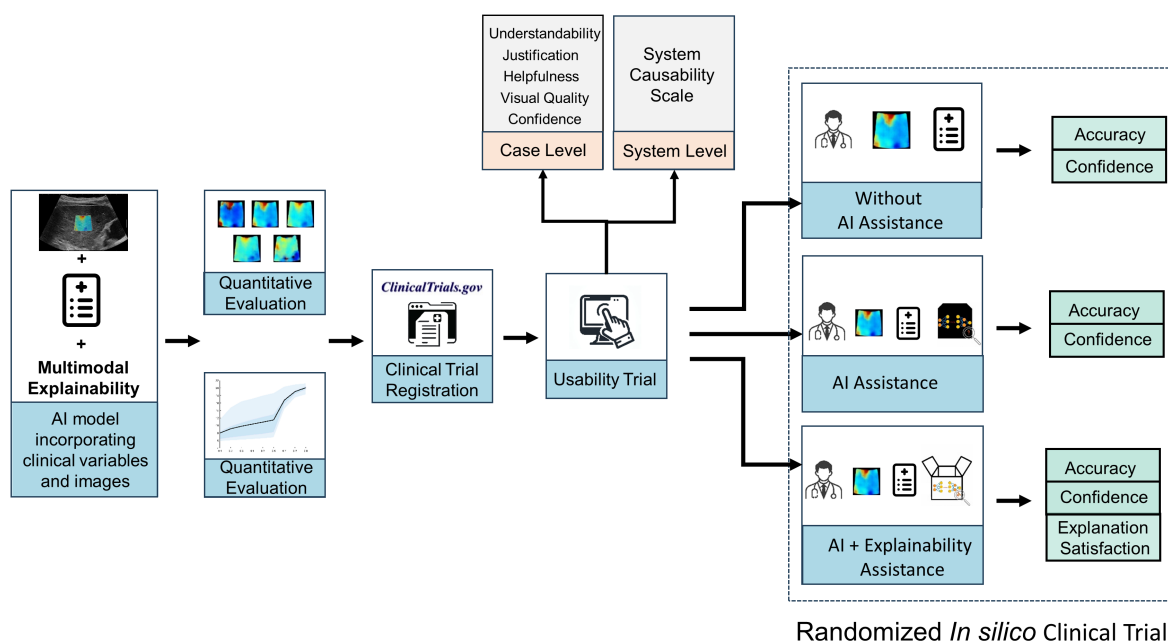 +
+
Multimodal
Explainability
AI model
incorporating
clinical variables
and images
Quantitative
Evaluation
Quantitative
Evaluation
ClinicalTrials.gov
Clinical Trial
Registration
Usability Trial
Understandability
Justification
Helpfulness
Visual Quality
Confidence
Case Level
System
Causability
Scale
System Level
Without
AI Assistance
Accuracy
Confidence
AI Assistance
Accuracy
Confidence
AI + Explainability
Assistance
Accuracy
Confidence
Explanation
Satisfaction
Randomized In silico Clinical Trial